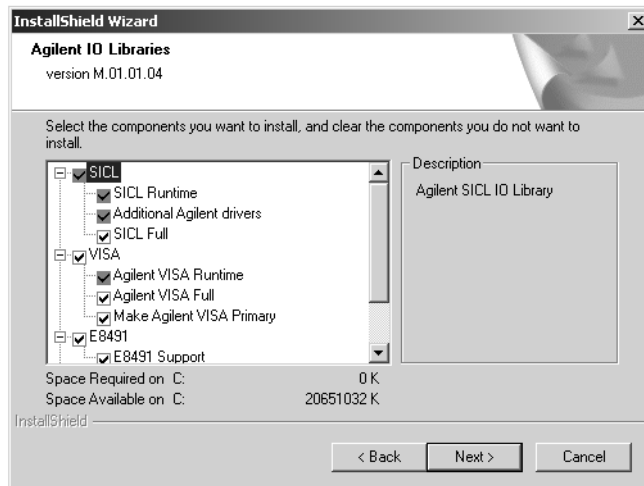 InstallShield Wizard
Agilent IO Libraries
version M.01.01.04
Select the components you want to install, and clear the components you do not want to
install.
SICL
SICL Runtime
Additional Agilent drivers
SICL Full
VISA
Agilent VISA Runtime
Agilent VISA Full
Make Agilent VISA Primary
E8491
E8491 Support
Description
Agilent SICL IO Library
Space Required on C: 0 K
Space Available on C: 20651032 K
InstallShield
< Back Next > Cancel